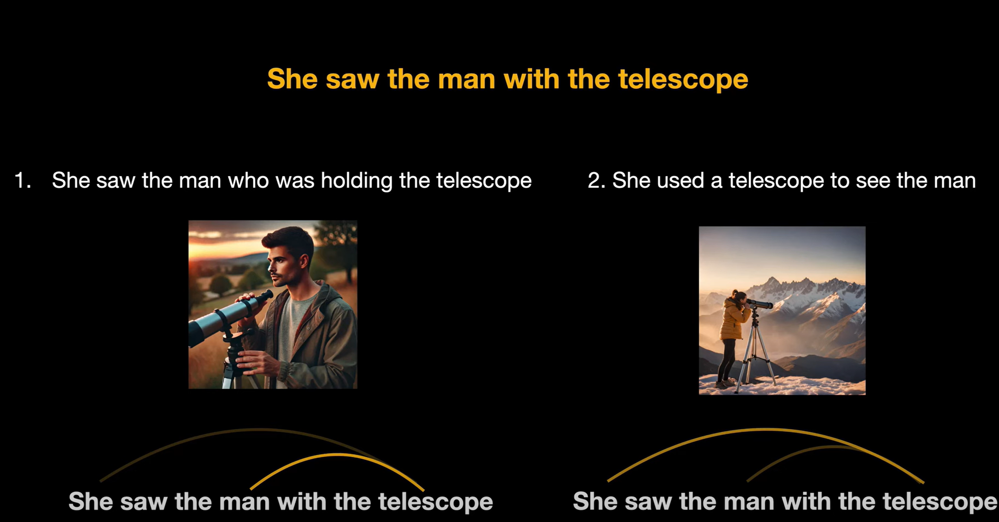 She saw the man with the telescope
1. She saw the man who was holding the telescope
2. She used a telescope to see the man
She saw the man with the telescope
She saw the man with the telescope